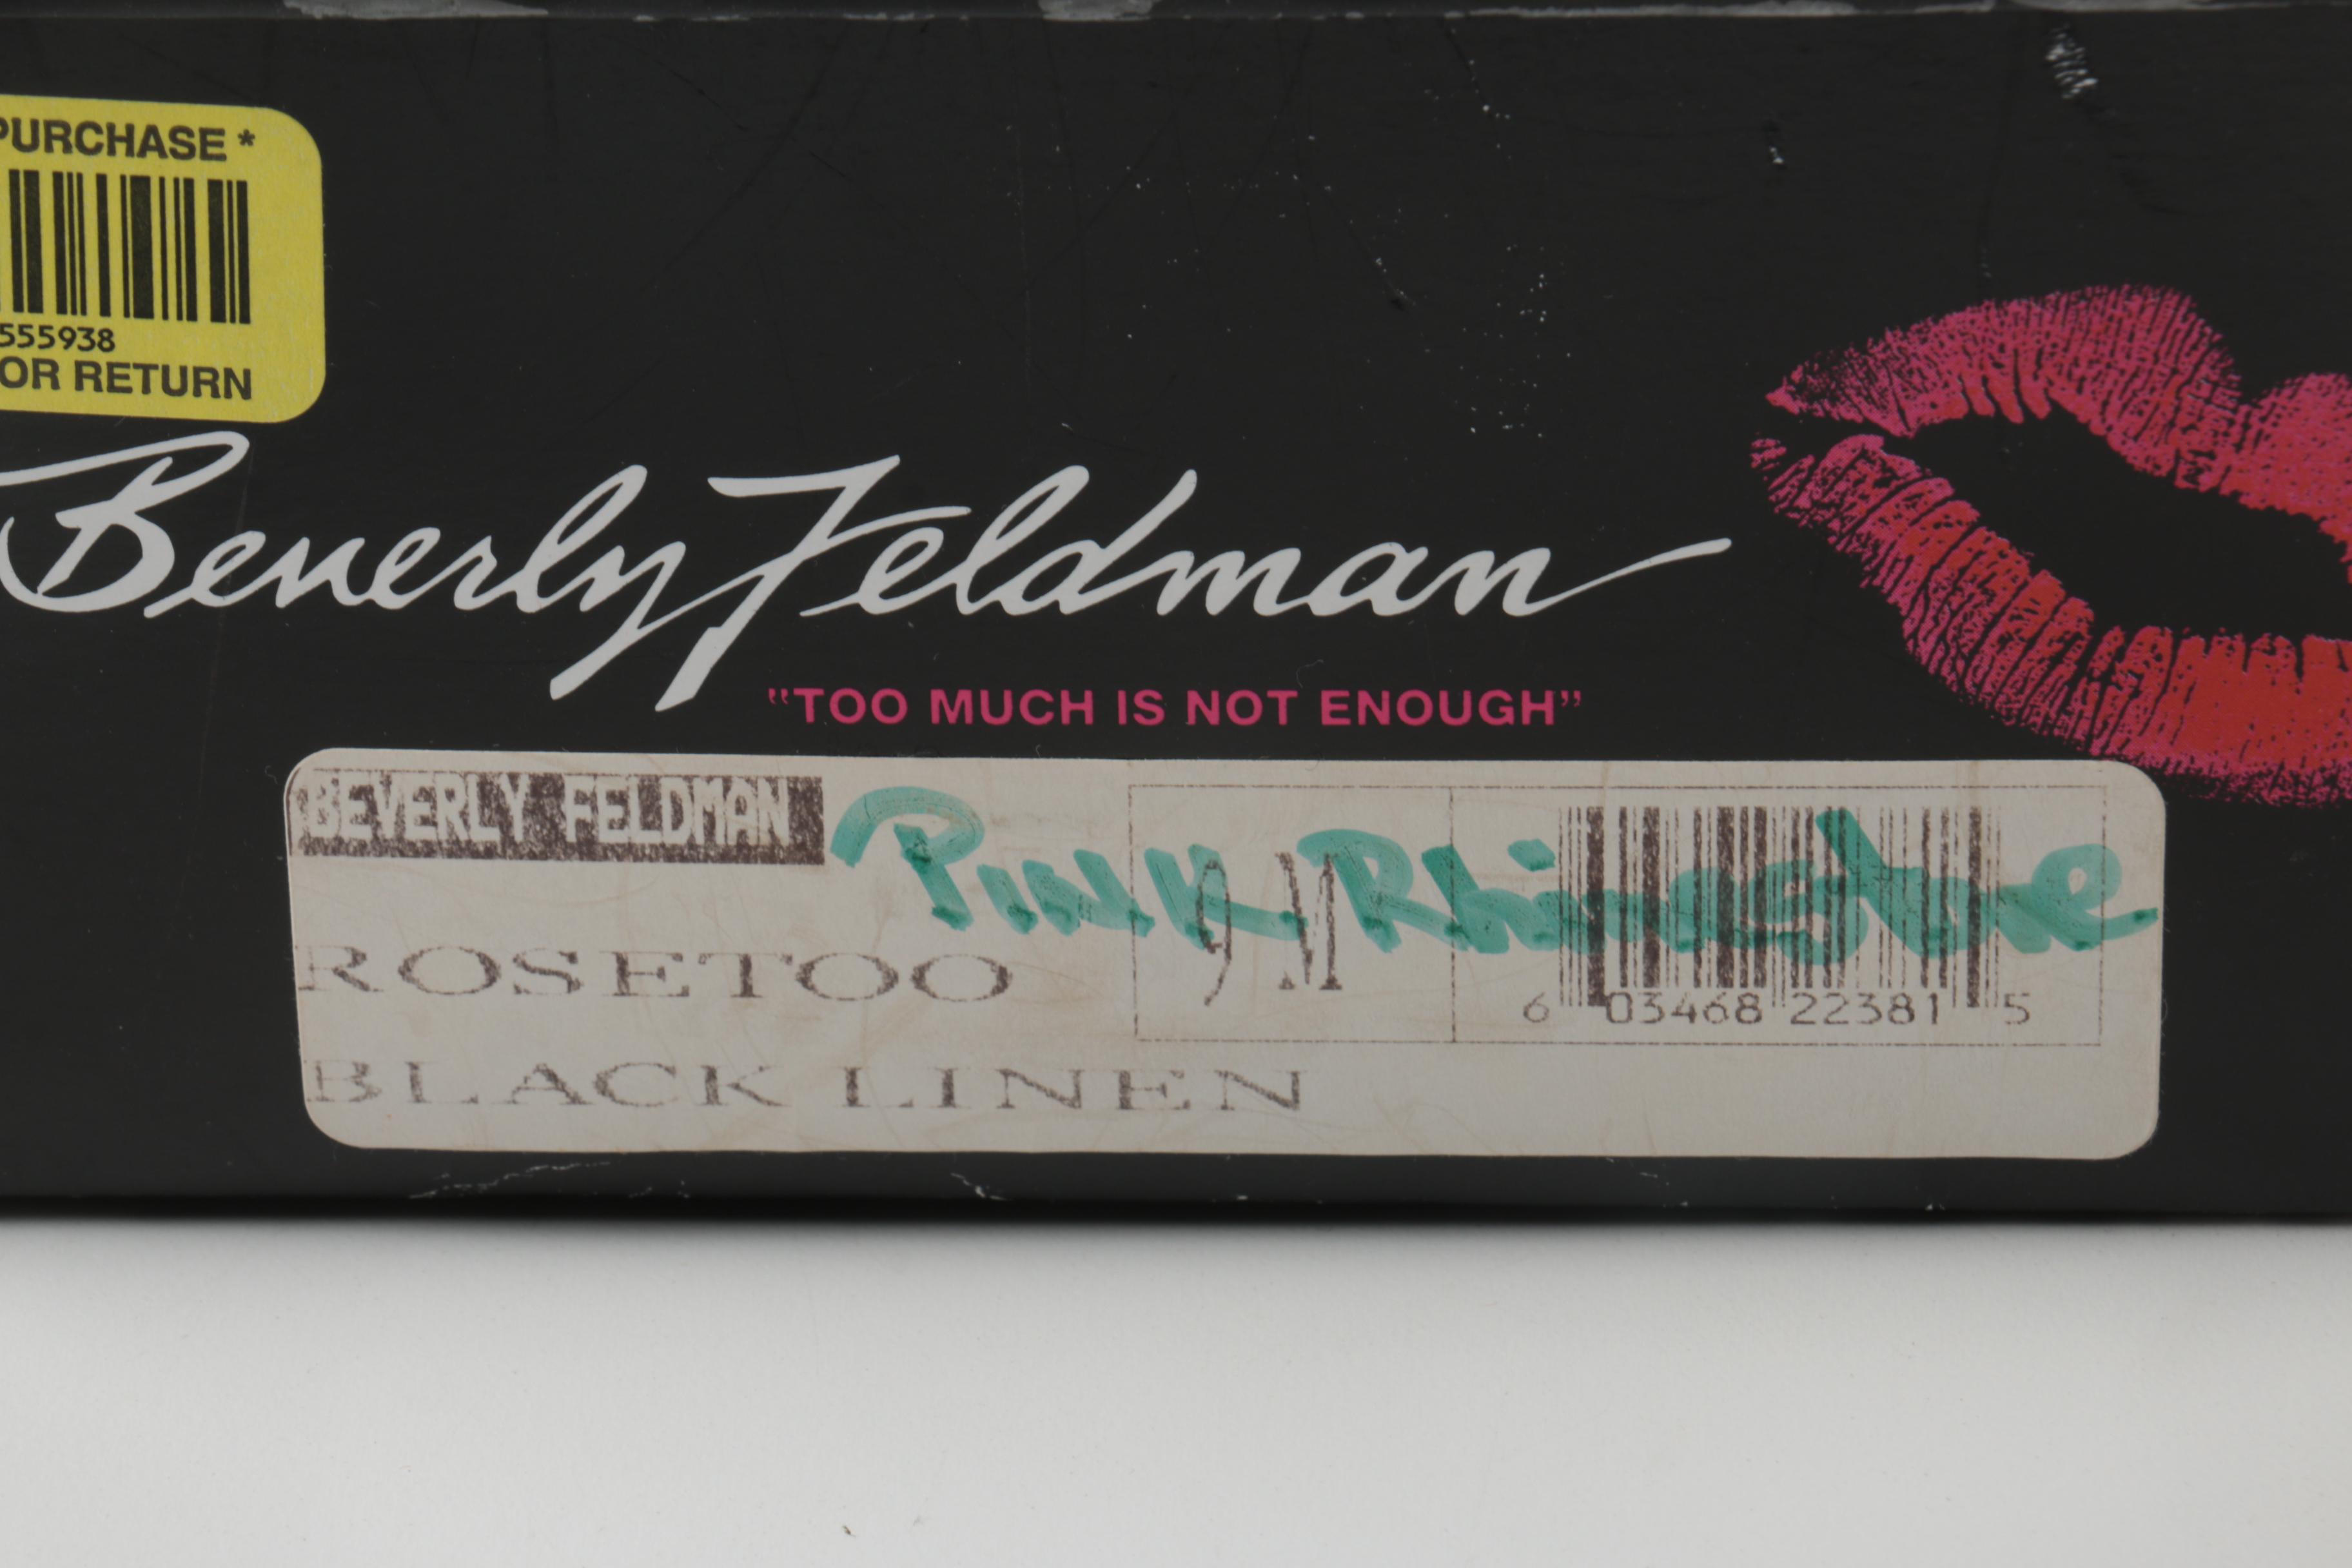 PURCHASE *
555938
OR RETURN
Beverly Feldman
"TOO MUCH IS NOT ENOUGH"
BEVERLY FELDMAN
Pink Rhinestone
9 M
ROSETOO
6 03468 22381 5
BLACK LINEN